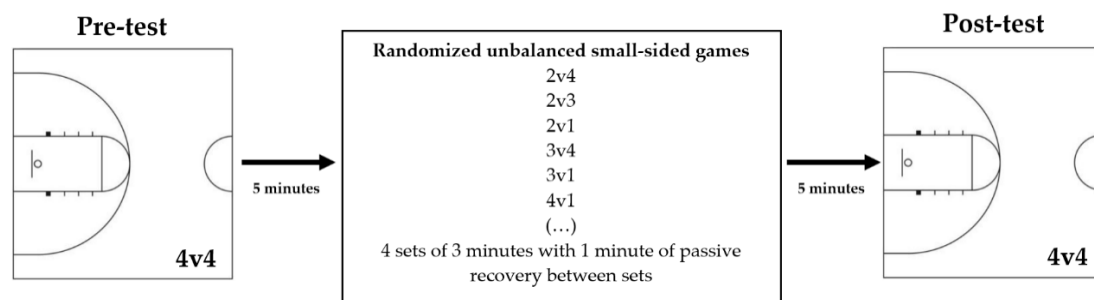 Pre-test
4v4
5 minutes
Randomized unbalanced small-sided games
2v4
2v3
2v1
3v4
3v1
4v1
(...)
4 sets of 3 minutes with 1 minute of passive
recovery between sets
5 minutes
Post-test
4v4